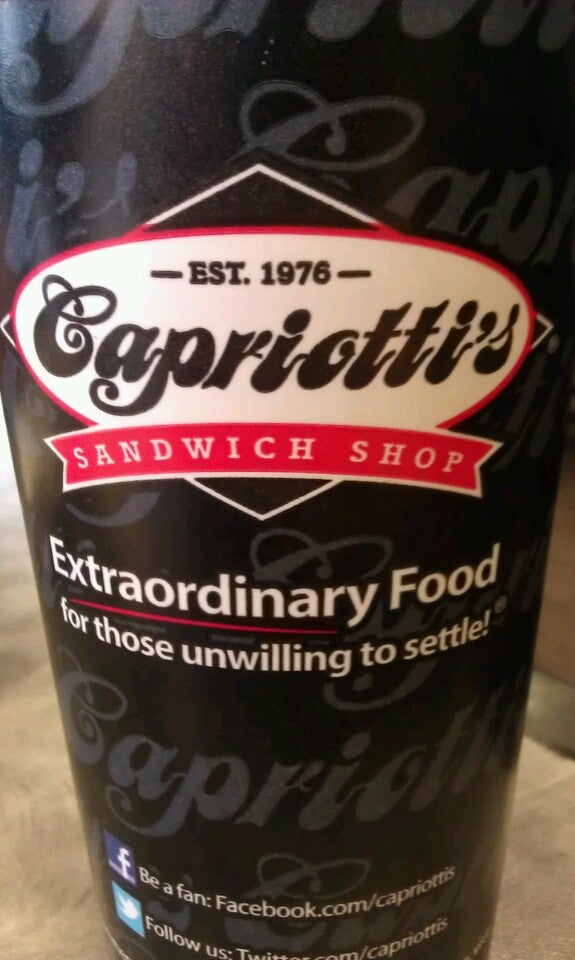 — EST. 1976 —
Capriotti's
SANDWICH SHOP
Extraordinary Food
for those unwilling to settle!®
f Be a fan: Facebook.com/capriottis
Follow us: Twitter.com/capriottis
Capriotti